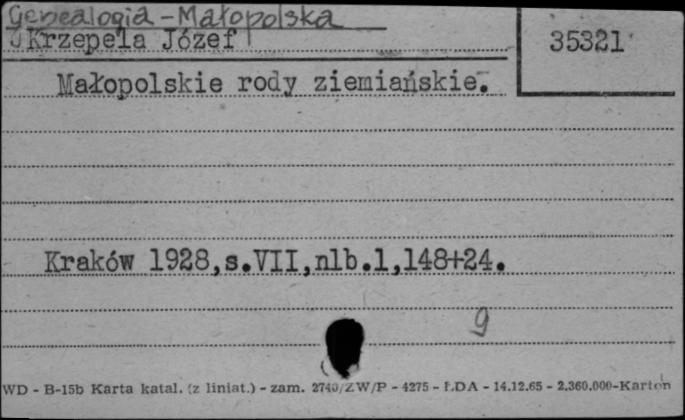 Genealogia - Małopolska
Krzepela Józef
35321
Małopolskie rody ziemiańskie.
Kraków 1928,s.VII,nlb.1,148+24.
g
WD - B-15b Karta katal. (z liniat.) - zam. 2740/ZW/P - 4275 - ŁDA - 14.12.65 - 2.360.000-Karton